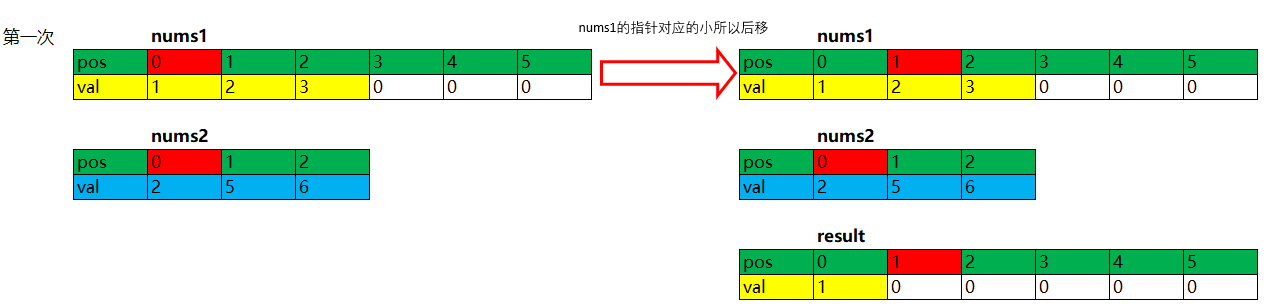 nums1的指针对应的小所以后移
第一次 nums1 nums1
pos 0 1 2 3 4 5 pos 0 1 2 3 4 5
val 1 2 3 0 0 0 val 1 2 3 0 0 0
nums2 nums2
pos 0 1 2 pos 0 1 2
val 2 5 6 val 2 5 6
result
pos 0 1 2 3 4 5
val 1 0 0 0 0 0